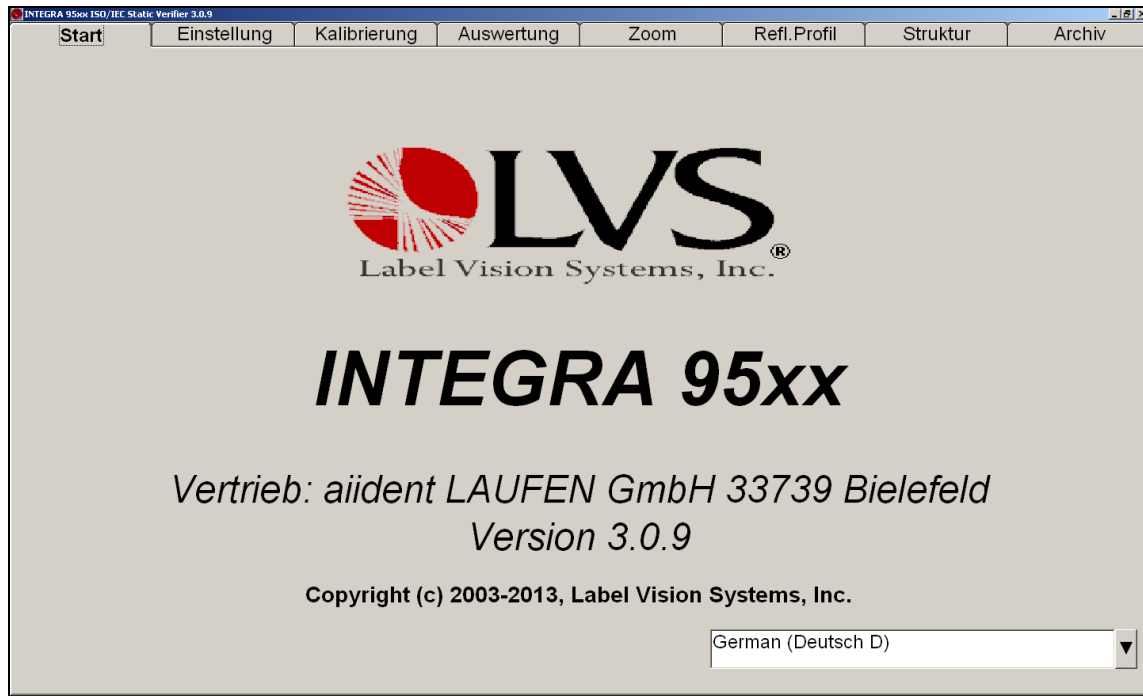 INTEGRA 95xx ISO/IEC Static Verifier 3.0.9
Start Einstellung Kalibrierung Auswertung Zoom Refl.Profil Struktur Archiv
LVS®
Label Vision Systems, Inc.
INTEGRA 95xx
Vertrieb: aiident LAUFEN GmbH 33739 Bielefeld
Version 3.0.9
Copyright (c) 2003-2013, Label Vision Systems, Inc.
German (Deutsch D)